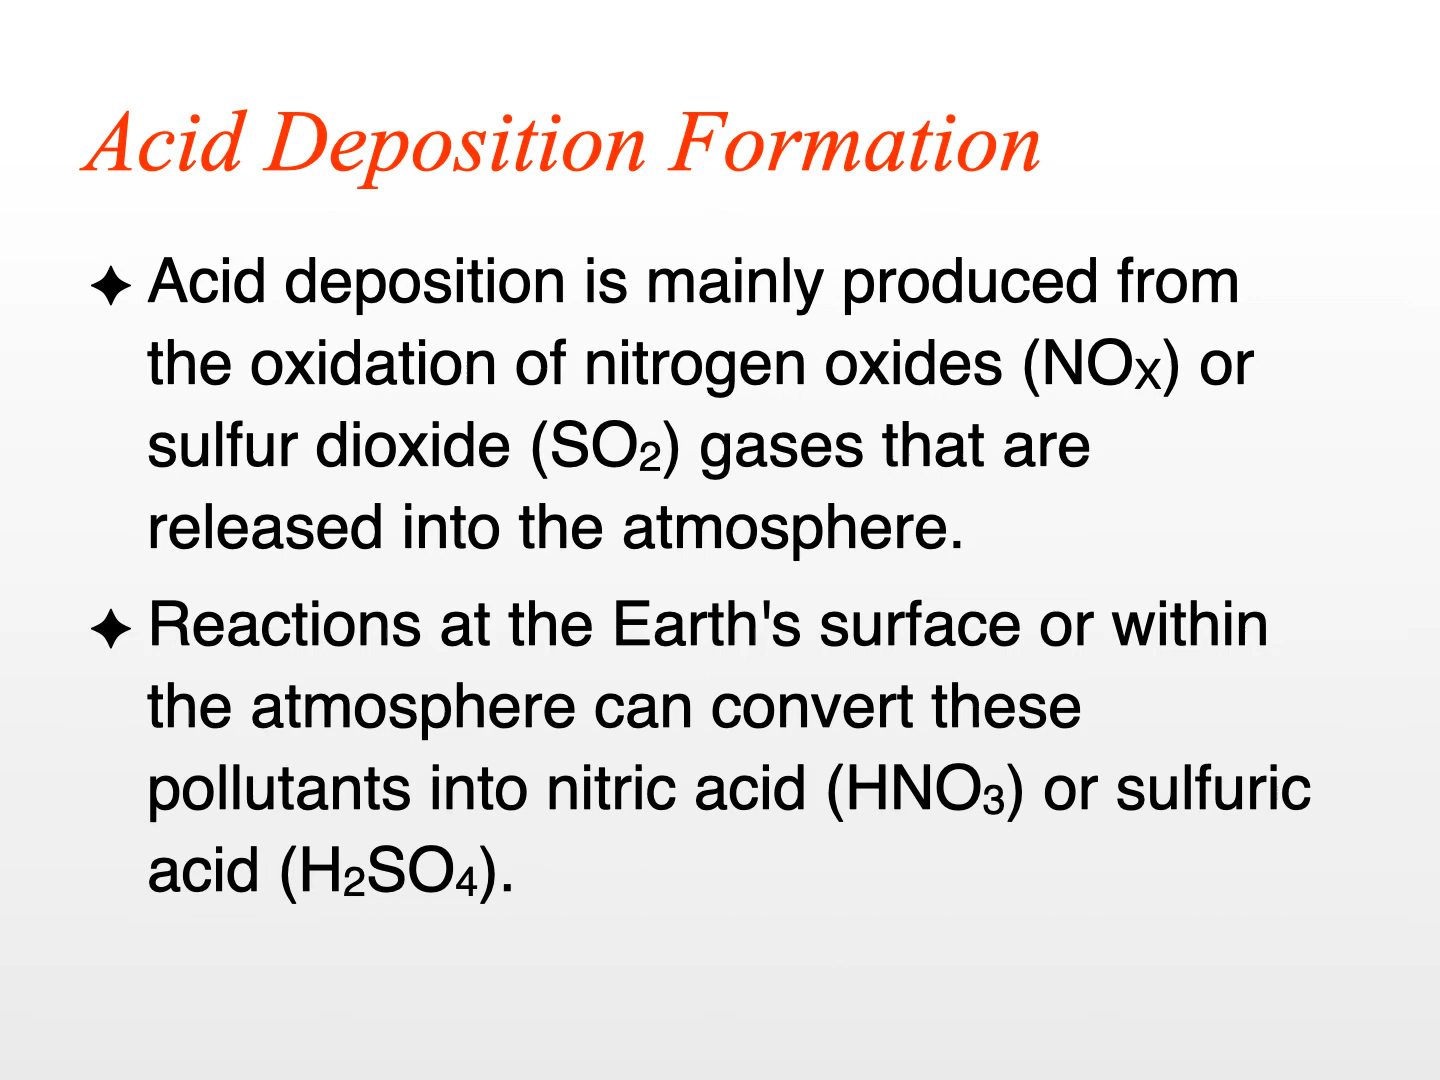 Acid Deposition Formation
✦ Acid deposition is mainly produced from
the oxidation of nitrogen oxides (NOx) or
sulfur dioxide (SO₂) gases that are
released into the atmosphere.
✦ Reactions at the Earth's surface or within
the atmosphere can convert these
pollutants into nitric acid (HNO₃) or sulfuric
acid (H₂SO₄).